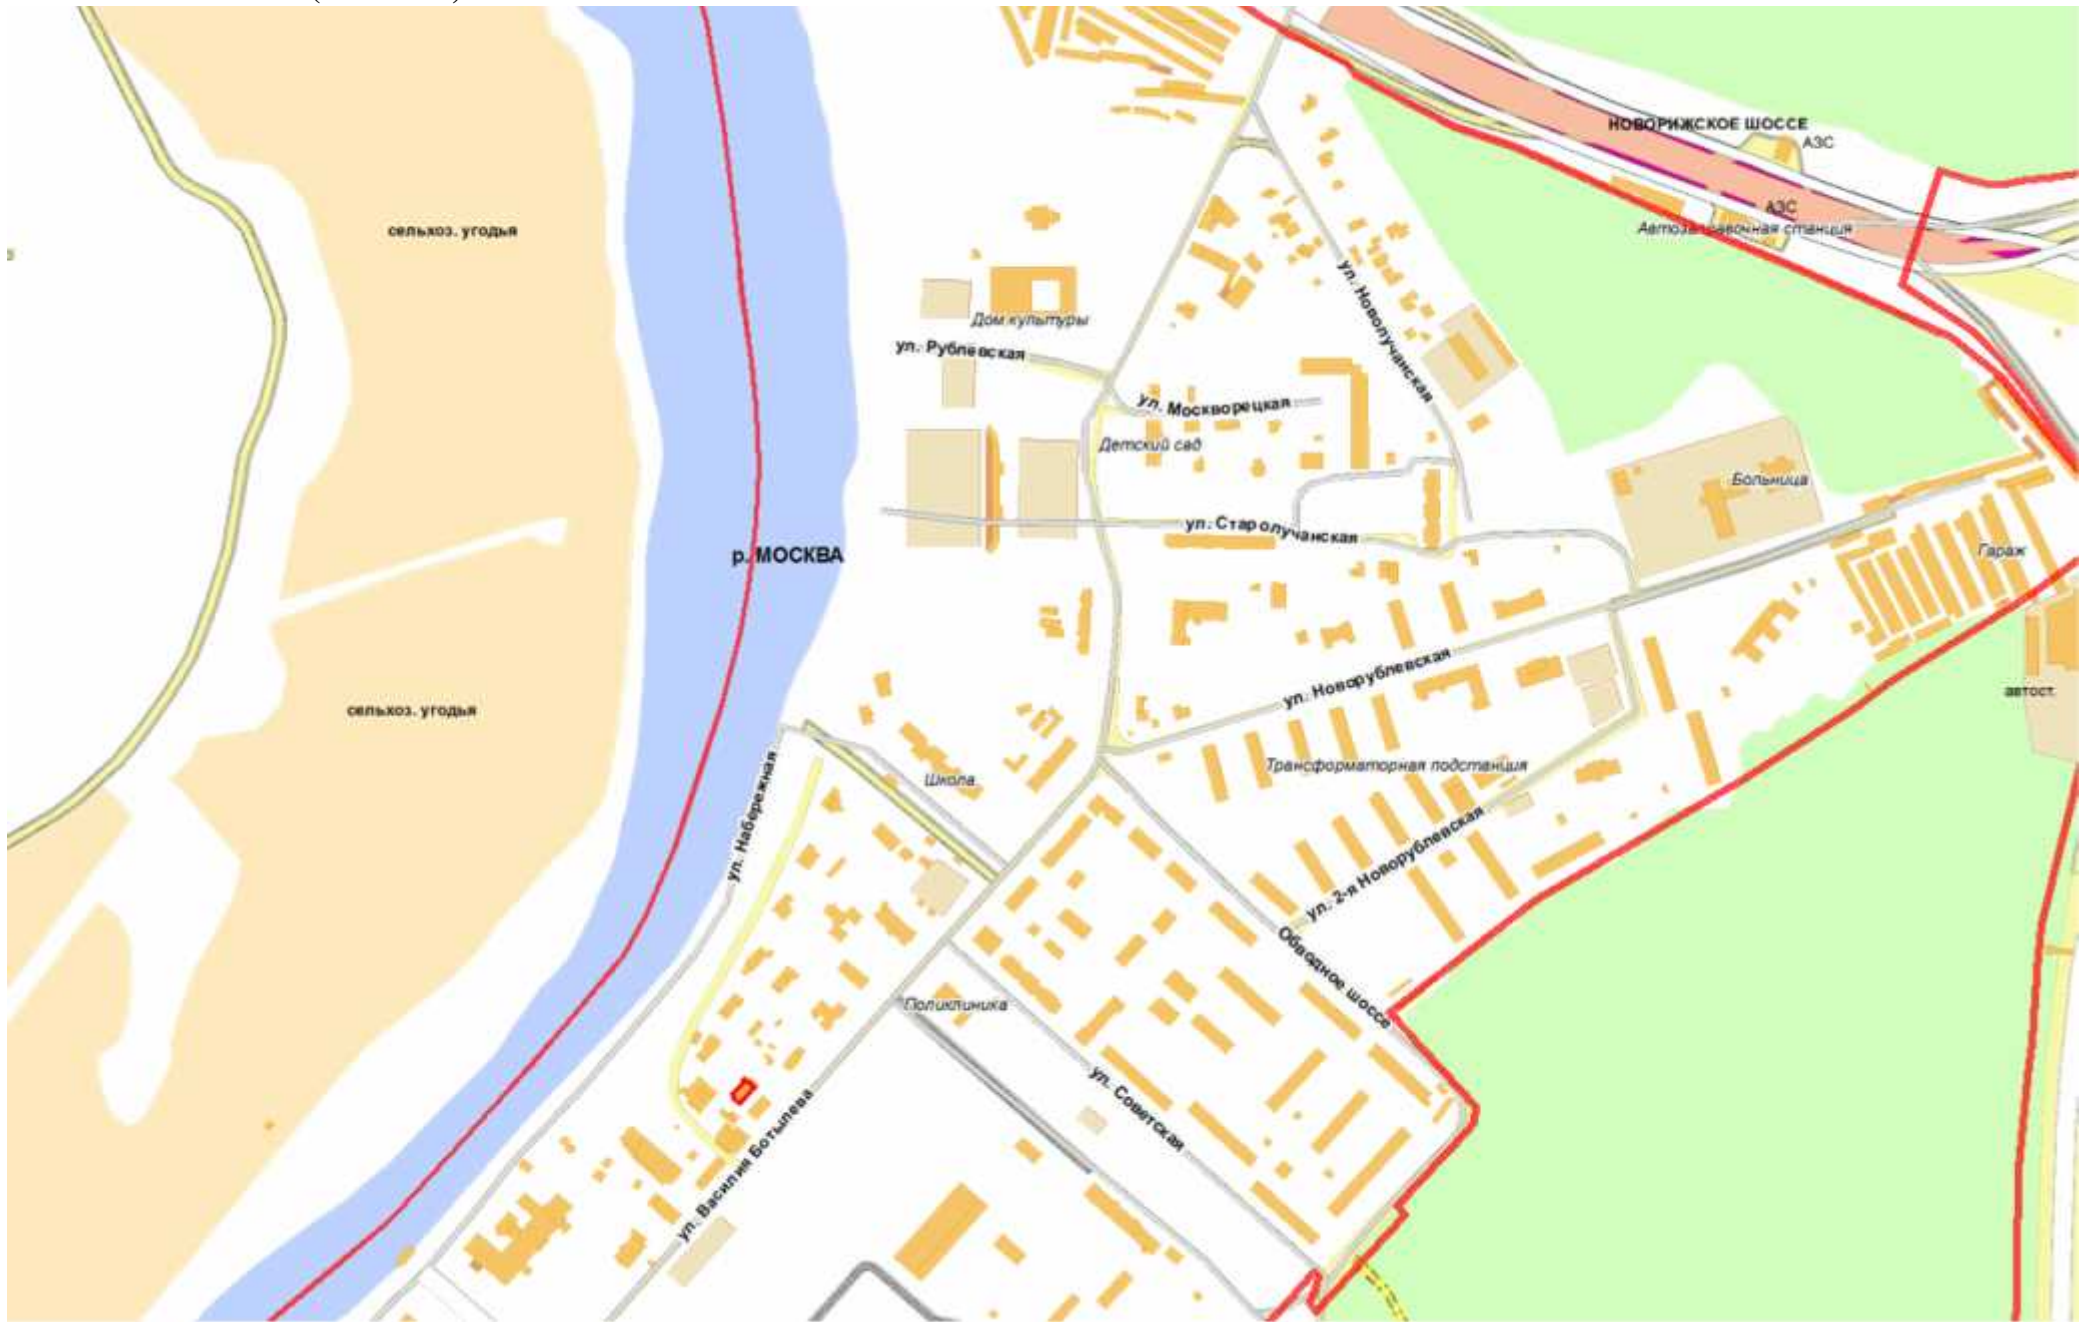 НОВОРИЖСКОЕ ШОССЕ
АЗС
АЗС
Автозаправочная станция
сельхоз. угодья
ул. Новолучанская
Дом культуры
ул. Рублевская
ул. Москворецкая
Детский сад
Больница
ул. Старолучанская
Гараж
р. МОСКВА
ул. Новорублевская
автост.
сельхоз. угодья
Трансформаторная подстанция
Школа
ул. Набережная
ул. 2-я Новорублевская
Обводное шоссе
Поликлиника
ул. Советская
ул. Василия Ботылева